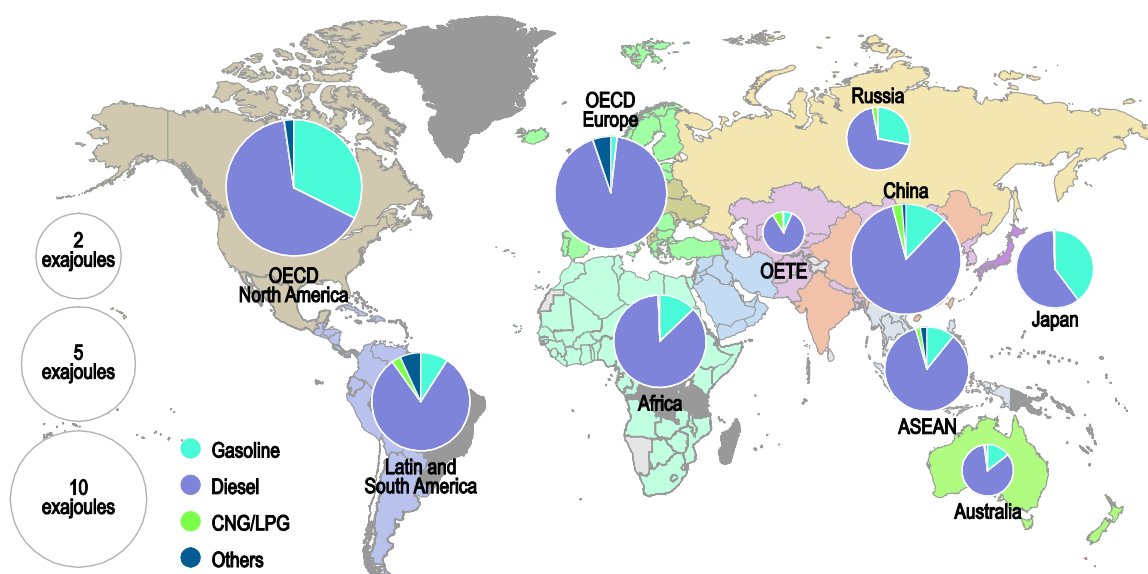 OECD
Europe
Russia
China
OETE
2
exajoules
OECD
North America
Japan
5
exajoules
Africa
ASEAN
Latin and
South America
Gasoline
Diesel
10
exajoules
CNG/LPG
Australia
Others